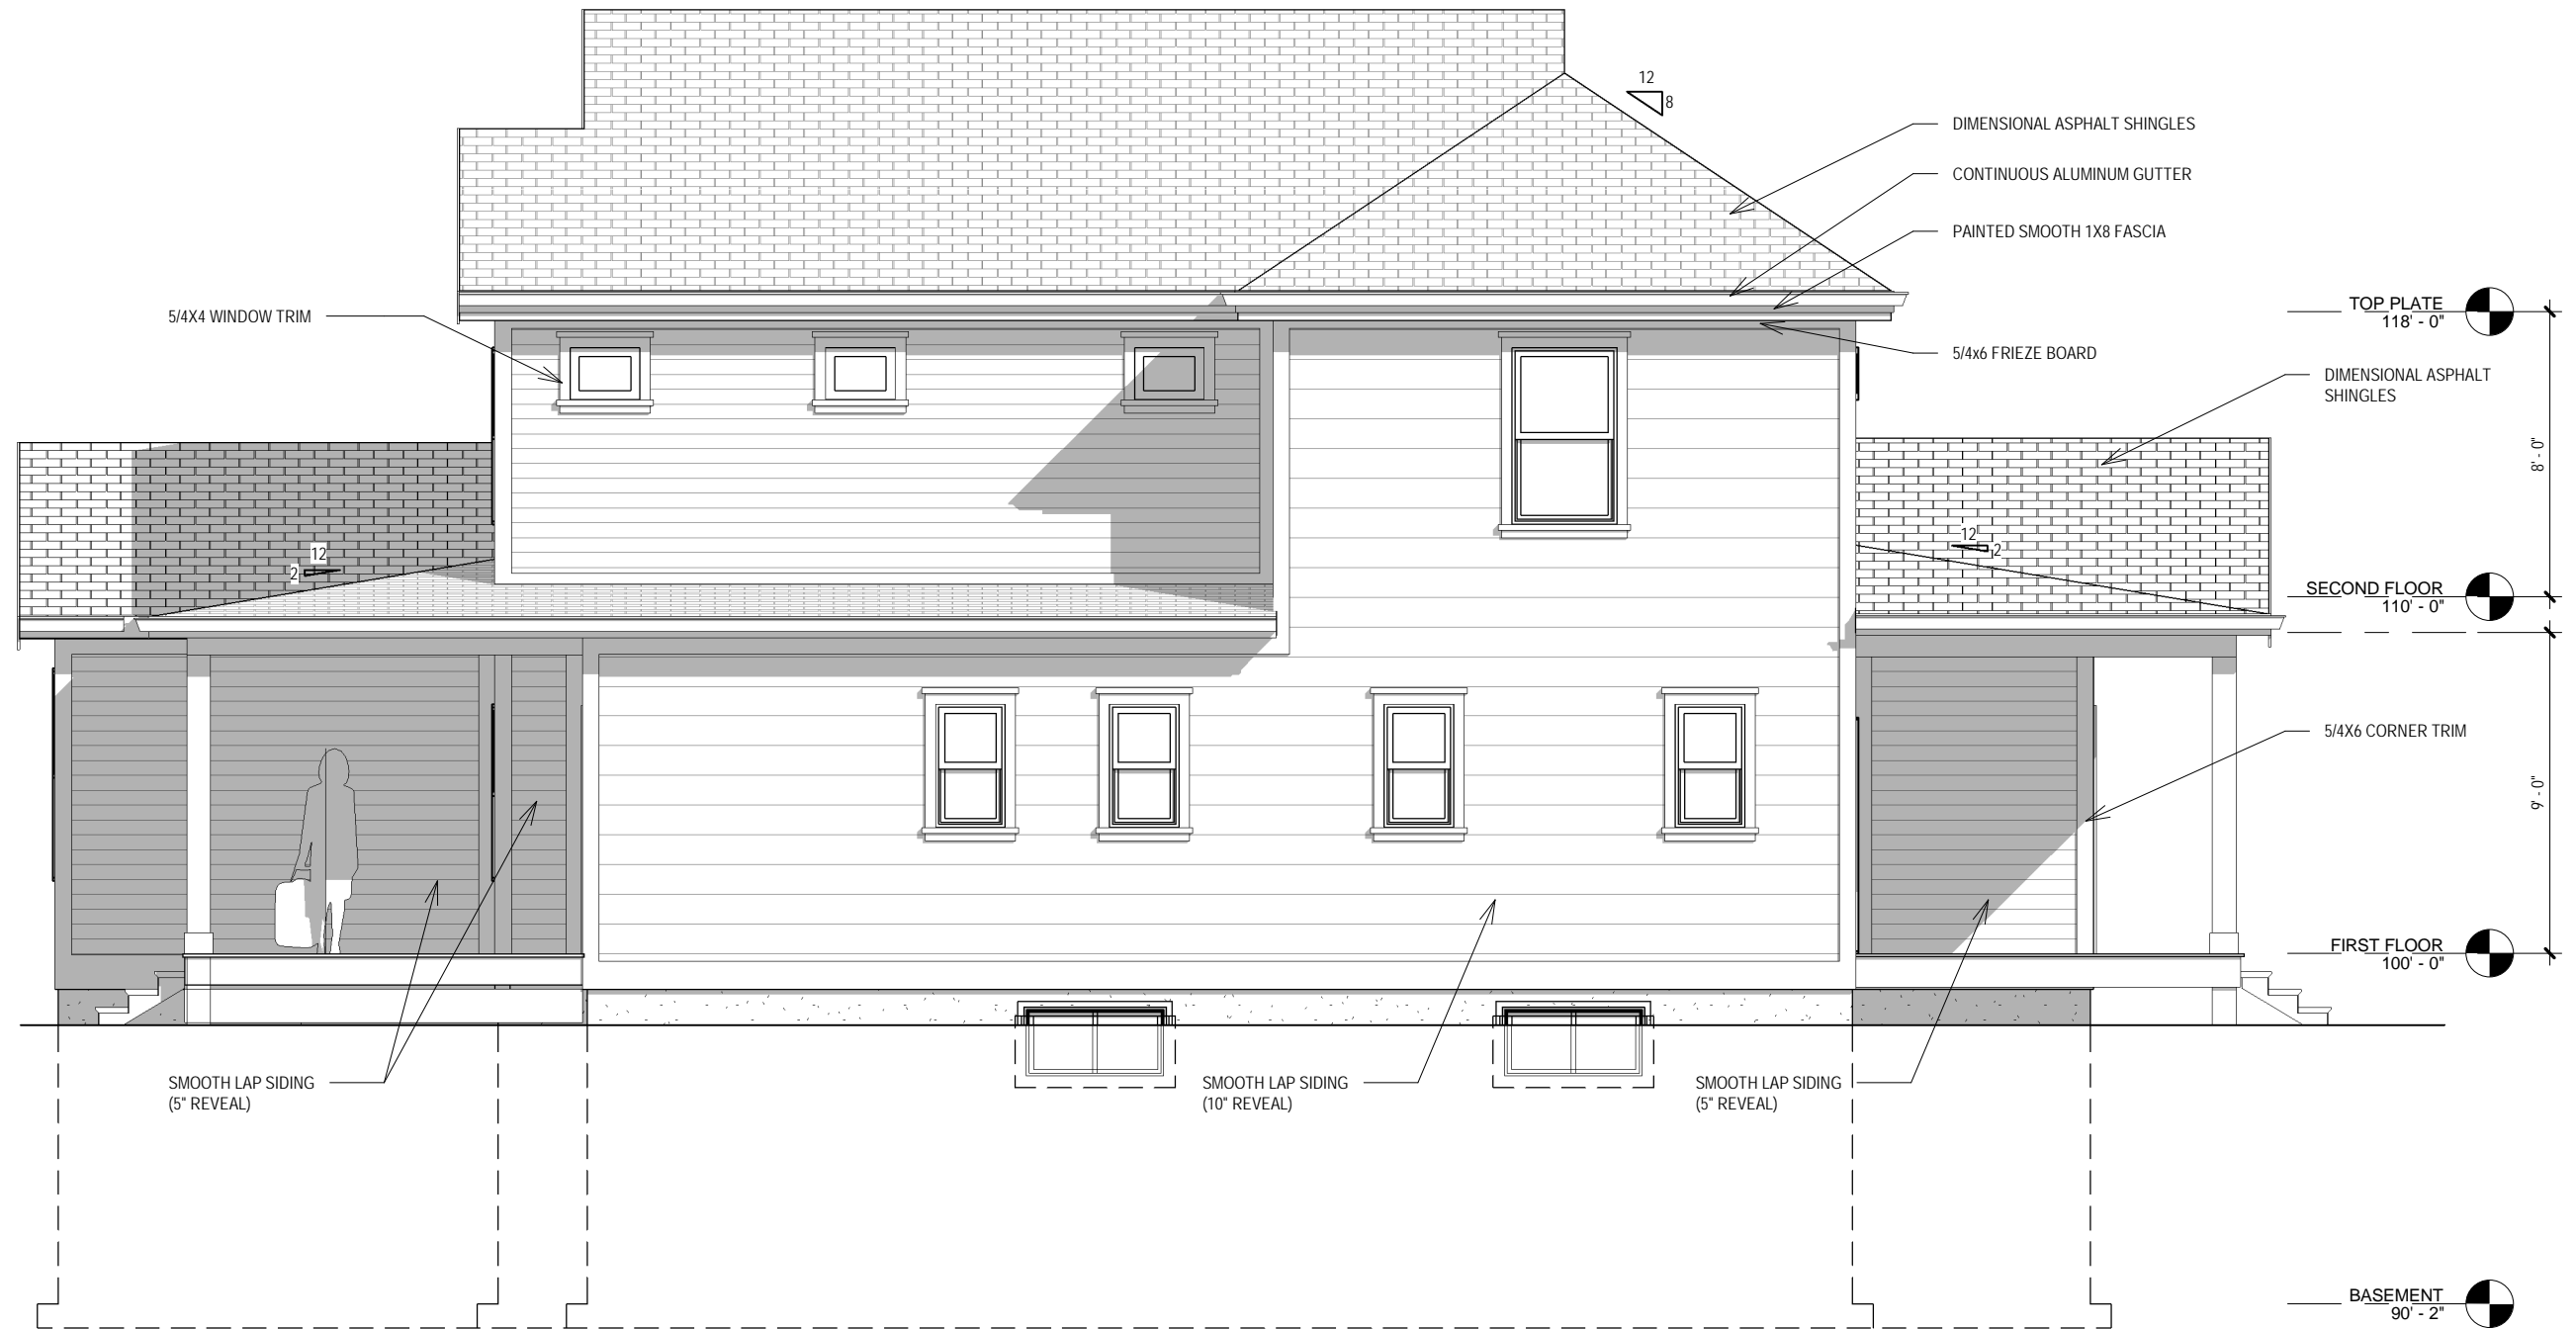 12
8
DIMENSIONAL ASPHALT SHINGLES
CONTINUOUS ALUMINUM GUTTER
PAINTED SMOOTH 1X8 FASCIA
TOP PLATE
118' - 0"
5/4X4 WINDOW TRIM
5/4x6 FRIEZE BOARD
DIMENSIONAL ASPHALT
SHINGLES
8' - 0"
12
2
12
2
SECOND FLOOR
110' - 0"
5/4X6 CORNER TRIM
9' - 0"
FIRST FLOOR
100' - 0"
SMOOTH LAP SIDING
(5" REVEAL)
SMOOTH LAP SIDING
(10" REVEAL)
SMOOTH LAP SIDING
(5" REVEAL)
BASEMENT
90' - 2"